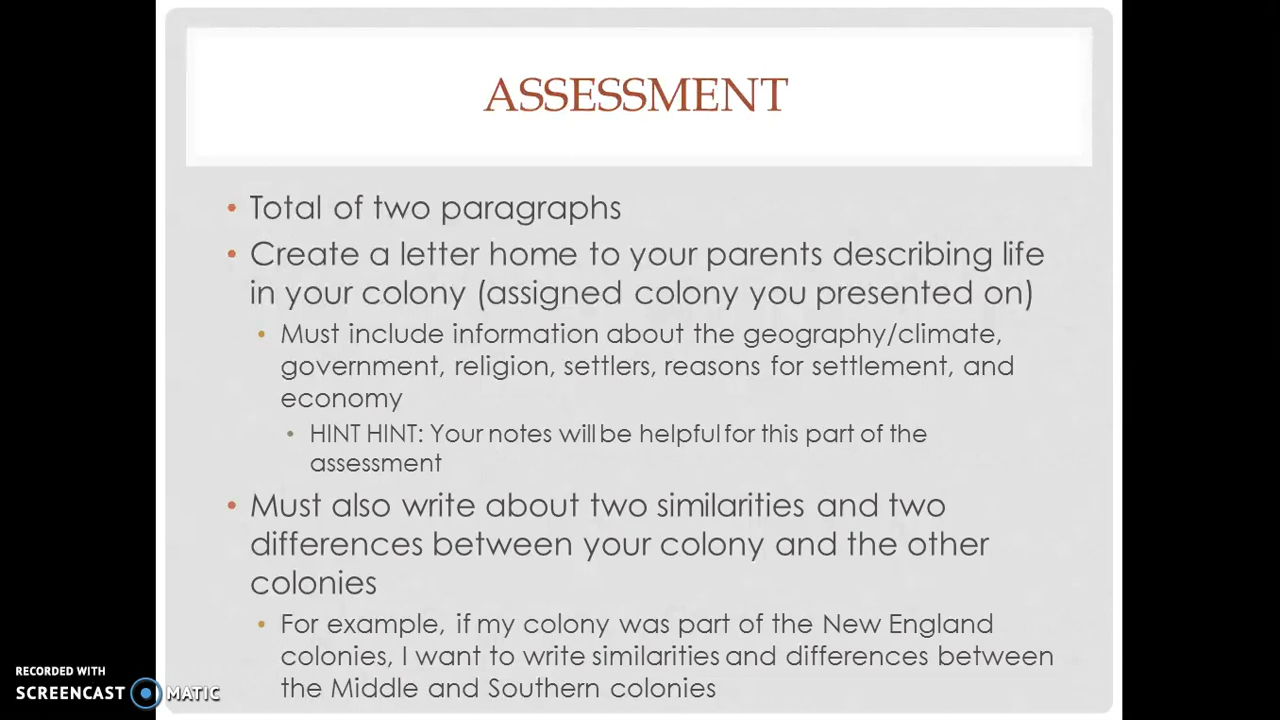 ASSESSMENT
• Total of two paragraphs
• Create a letter home to your parents describing life
in your colony (assigned colony you presented on)
• Must include information about the geography/climate,
government, religion, settlers, reasons for settlement, and
economy
• HINT HINT: Your notes will be helpful for this part of the
assessment
• Must also write about two similarities and two
differences between your colony and the other
colonies
• For example, if my colony was part of the New England
colonies, I want to write similarities and differences between
the Middle and Southern colonies
RECORDED WITH
SCREENCAST MATIC